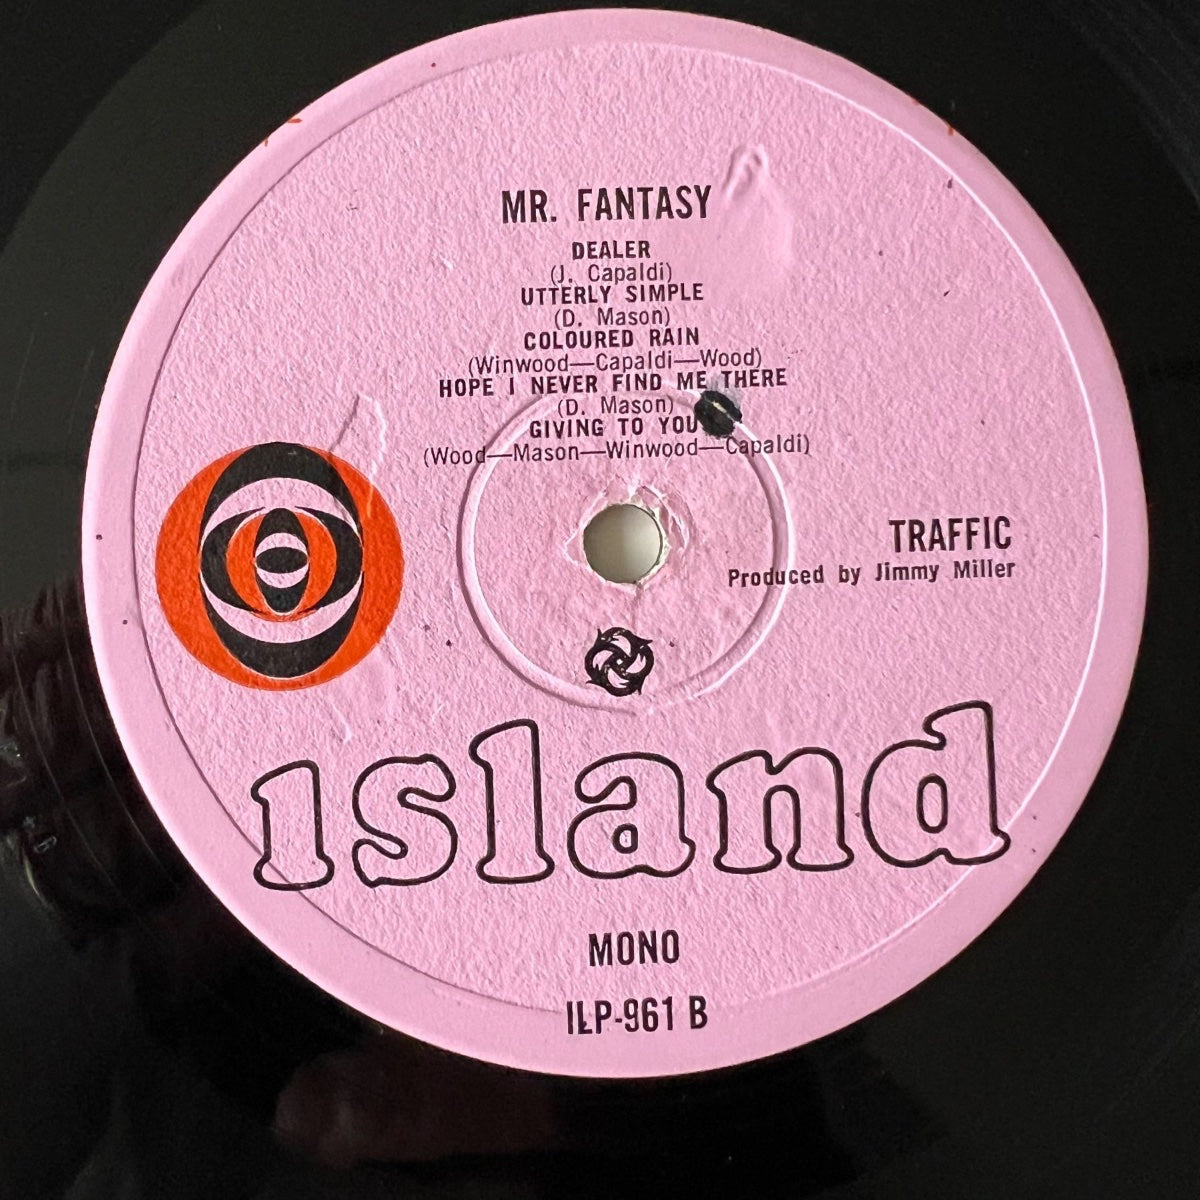 MR. FANTASY
DEALER
(J. Capaldi)
UTTERLY SIMPLE
(D. Mason)
COLOURED RAIN
(Winwood—Capaldi—Wood)
HOPE I NEVER FIND ME THERE
(D. Mason)
GIVING TO YOU
(Wood—Mason—Winwood—Capaldi)
TRAFFIC
Produced by Jimmy Miller
island
MONO
ILP-961 B